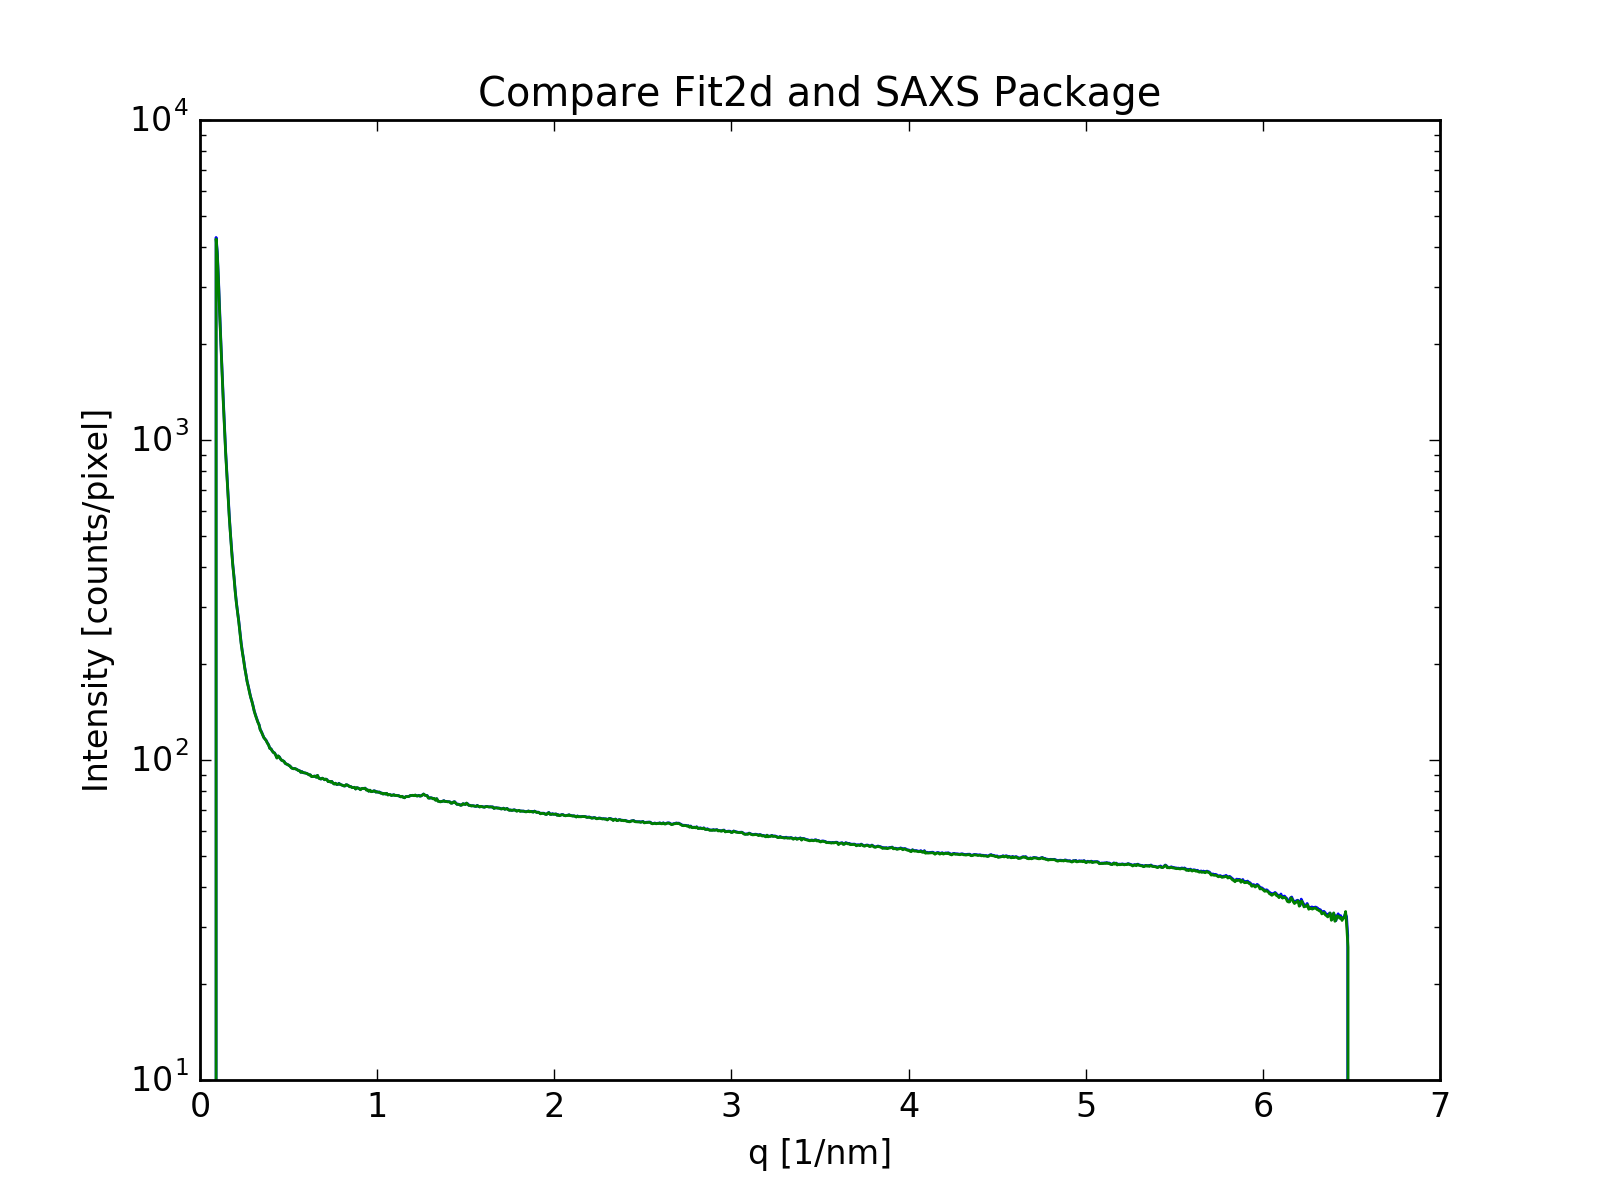 Compare Fit2d and SAXS Package
10^4
10^3
10^2
10^1
Intensity [counts/pixel]
0 1 2 3 4 5 6 7
q [1/nm]